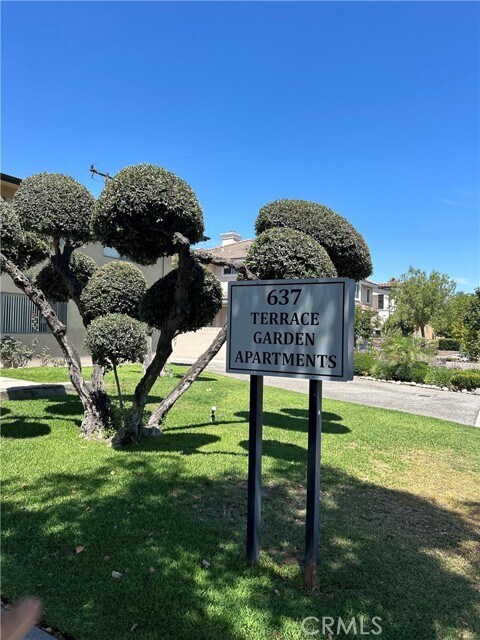 637
TERRACE
GARDEN
APARTMENTS
CRMLS